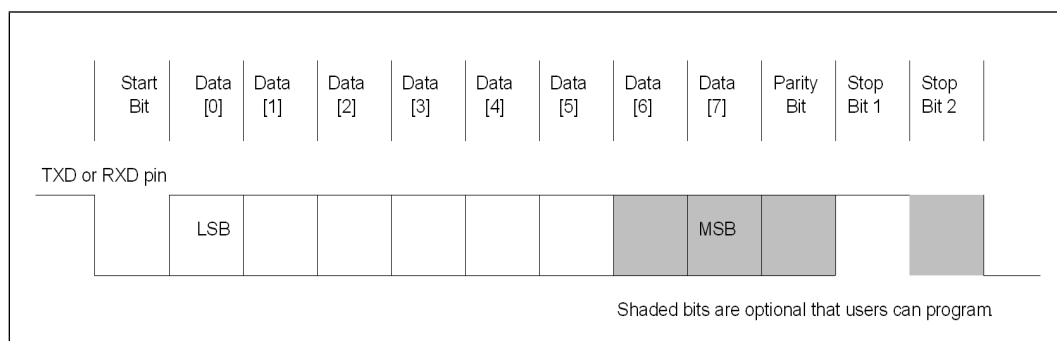 Start Bit
Data [0]
Data [1]
Data [2]
Data [3]
Data [4]
Data [5]
Data [6]
Data [7]
Parity Bit
Stop Bit 1
Stop Bit 2
TXD or RXD pin
LSB
MSB
Shaded bits are optional that users can program.